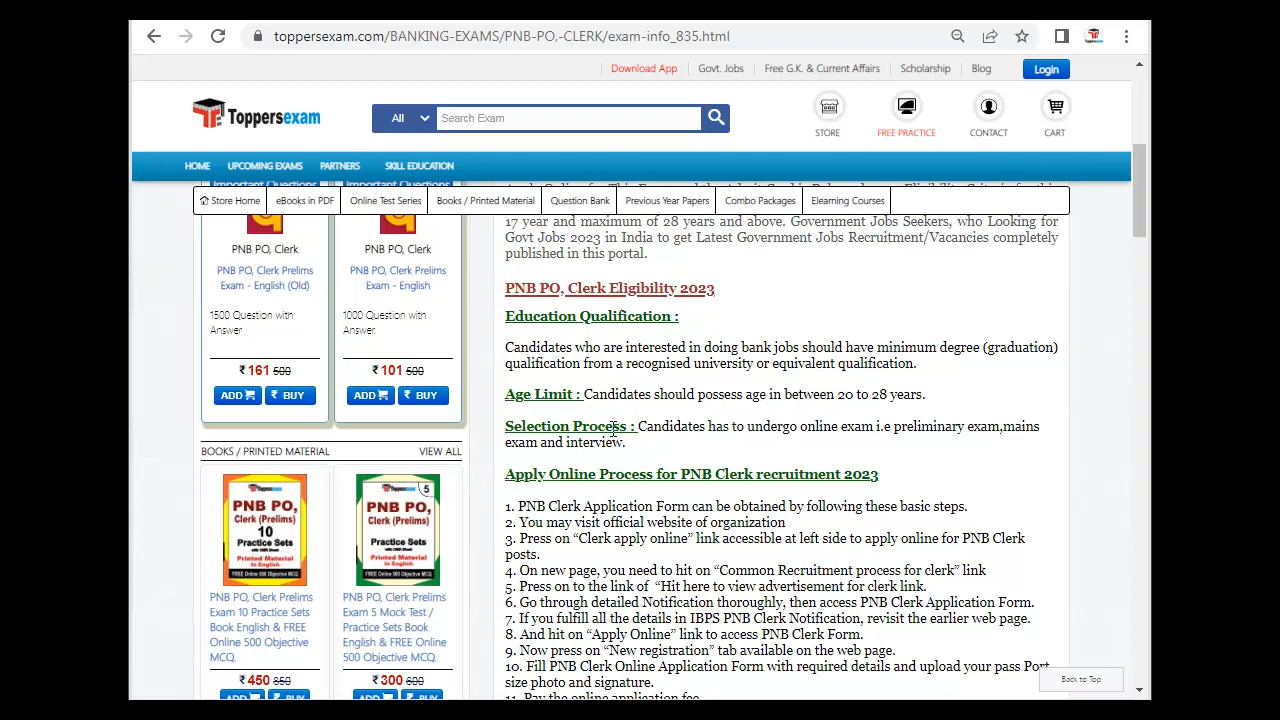 toppersexam.com/BANKING-EXAMS/PNB-PO,-CLERK/exam-info_835.html
Download App
Govt. Jobs
Free G.K. & Current Affairs
Scholarship
Blog
Login
Toppersexam
All
Search Exam
STORE
FREE PRACTICE
CONTACT
CART
HOME
UPCOMING EXAMS
PARTNERS
SKILL EDUCATION
Important Questions
Important Questions
Store Home
eBooks in PDF
Online Test Series
Books / Printed Material
Question Bank
Previous Year Papers
Combo Packages
Elearning Courses
PNB PO, Clerk
PNB PO, Clerk Prelims
Exam - English (Old)
1500 Question with
Answer
₹ 161 500
ADD
₹ BUY
PNB PO, Clerk
PNB PO, Clerk Prelims
Exam - English
1000 Question with
Answer.
₹ 101 500
ADD
₹ BUY
BOOKS / PRINTED MATERIAL
VIEW ALL
Toppersexam
PNB PO,
Clerk (Prelims)
10
Practice Sets
With OMR Sheet
Printed Material
In English
FREE Online 500 Objective MCQ
PNB PO, Clerk Prelims
Exam 10 Practice Sets
Book English & FREE
Online 500 Objective
MCQ.
₹ 450 850
ADD
₹ BUY
Toppersexam
5
PNB PO,
Clerk (Prelims)
Practice Sets
With OMR Sheet
Printed Material
In English
FREE Online 500 Objective MCQ
PNB PO, Clerk Prelims
Exam 5 Mock Test /
Practice Sets Book
English & FREE Online
500 Objective MCQ.
₹ 300 600
ADD
₹ BUY
17 year and maximum of 28 years and above. Government Jobs Seekers, who Looking for
Govt Jobs 2023 in India to get Latest Government Jobs Recruitment/Vacancies completely
published in this portal.
PNB PO, Clerk Eligibility 2023
Education Qualification :
Candidates who are interested in doing bank jobs should have minimum degree (graduation)
qualification from a recognised university or equivalent qualification.
Age Limit : Candidates should possess age in between 20 to 28 years.
Selection Process : Candidates has to undergo online exam i.e preliminary exam,mains
exam and interview.
Apply Online Process for PNB Clerk recruitment 2023
1. PNB Clerk Application Form can be obtained by following these basic steps.
2. You may visit official website of organization
3. Press on “Clerk apply online” link accessible at left side to apply online for PNB Clerk
posts.
4. On new page, you need to hit on “Common Recruitment process for clerk’ link
5. Press on to the link of “Hit here to view advertisement for clerk link.
6. Go through detailed Notification thoroughly, then access PNB Clerk Application Form.
7. If you fulfill all the details in IBPS PNB Clerk Notification, revisit the earlier web page.
8. And hit on “Apply Online” link to access PNB Clerk Form.
9. Now press on “New registration” tab available on the web page.
10. Fill PNB Clerk Online Application Form with required details and upload your pass Port
size photo and signature.
11. Pay the online application fee
Back to Top